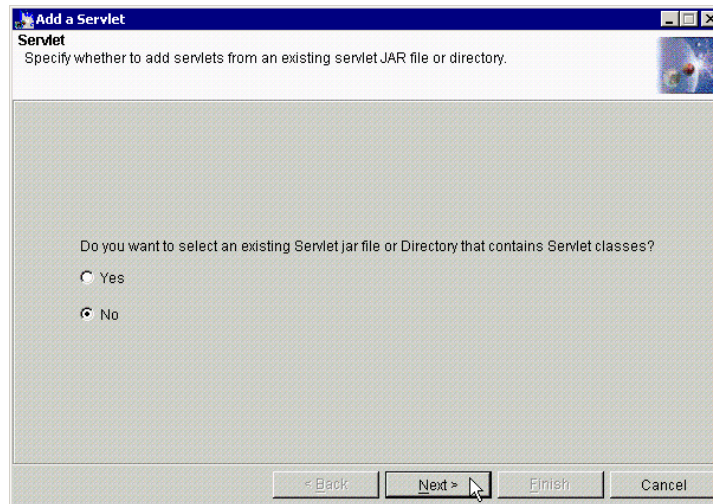 Add a Servlet
Servlet
Specify whether to add servlets from an existing servlet JAR file or directory.
Do you want to select an existing Servlet jar file or Directory that contains Servlet classes?
Yes
No
< Back Next > Finish Cancel